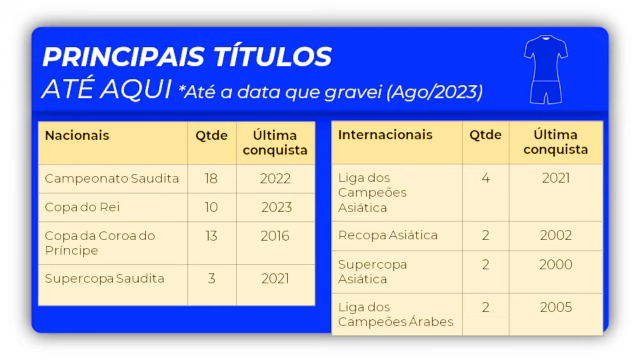 PRINCIPAIS TÍTULOS
ATÉ AQUI *Até a data que gravei (Ago/2023)
Nacionais Qtde Última conquista
Campeonato Saudita 18 2022
Copa do Rei 10 2023
Copa da Coroa do Príncipe 13 2016
Supercopa Saudita 3 2021
Internacionais Qtde Última conquista
Liga dos Campeões Asiática 4 2021
Recopa Asiática 2 2002
Supercopa Asiática 2 2000
Liga dos Campeões Árabes 2 2005